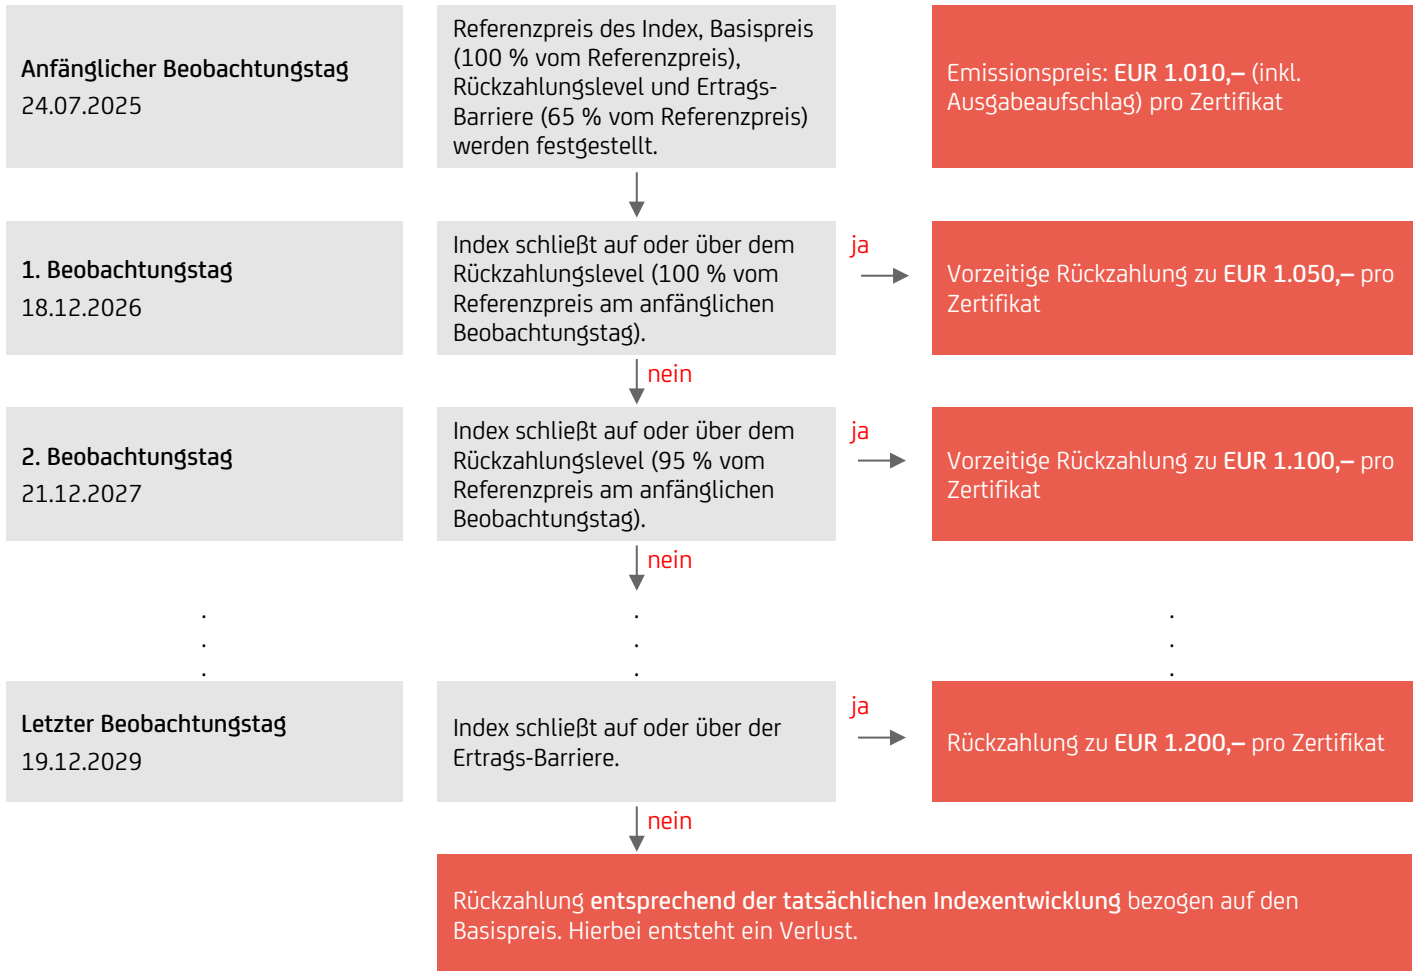 Anfänglicher Beobachtungstag
24.07.2025
Referenzpreis des Index, Basispreis
(100 % vom Referenzpreis),
Rückzahlungslevel und Ertrags-
Barriere (65 % vom Referenzpreis)
werden festgestellt.
Emissionspreis: EUR 1.010,– (inkl.
Ausgabeaufschlag) pro Zertifikat
1. Beobachtungstag
18.12.2026
Index schließt auf oder über dem
Rückzahlungslevel (100 % vom
Referenzpreis am anfänglichen
Beobachtungstag).
ja
Vorzeitige Rückzahlung zu EUR 1.050,– pro
Zertifikat
nein
2. Beobachtungstag
21.12.2027
Index schließt auf oder über dem
Rückzahlungslevel (95 % vom
Referenzpreis am anfänglichen
Beobachtungstag).
ja
Vorzeitige Rückzahlung zu EUR 1.100,– pro
Zertifikat
nein
. . .
. . .
. . .
Letzter Beobachtungstag
19.12.2029
Index schließt auf oder über der
Ertrags-Barriere.
ja
Rückzahlung zu EUR 1.200,– pro Zertifikat
nein
Rückzahlung entsprechend der tatsächlichen Indexentwicklung bezogen auf den
Basispreis. Hierbei entsteht ein Verlust.